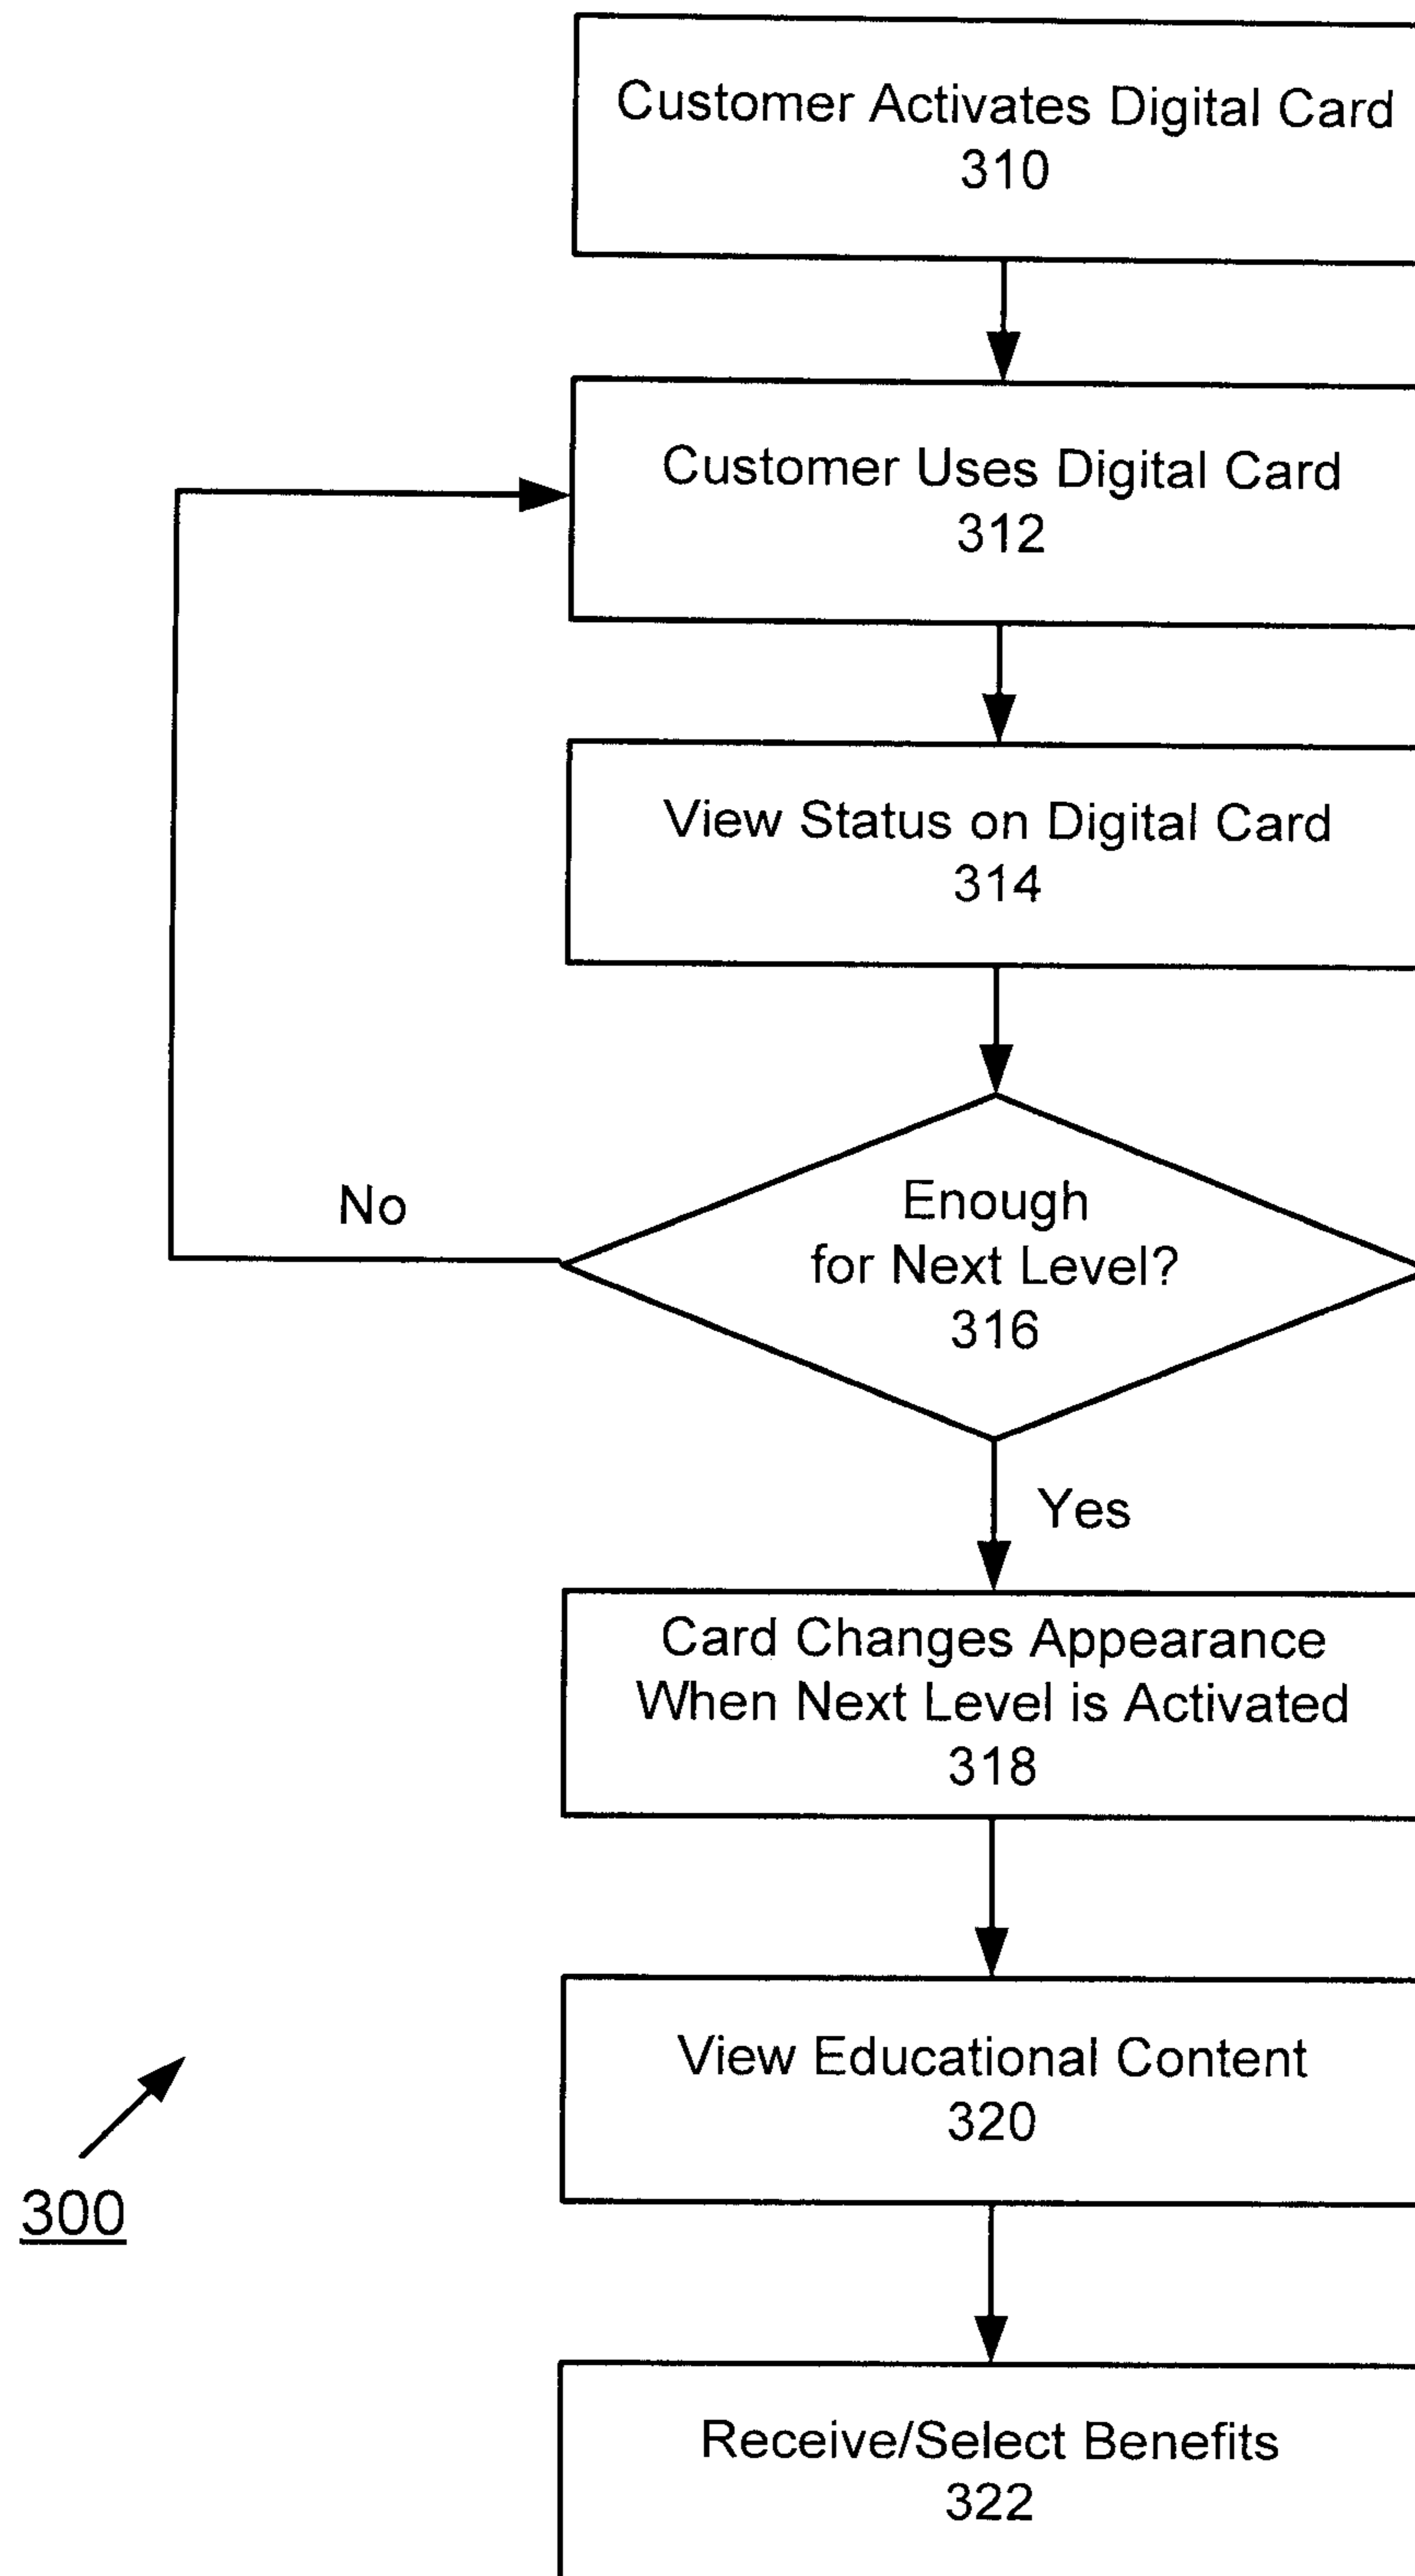 Customer Activates Digital Card
310
Customer Uses Digital Card
312
View Status on Digital Card
314
No
Enough
for Next Level?
316
Yes
Card Changes Appearance
When Next Level is Activated
318
View Educational Content
320
300
Receive/Select Benefits
322